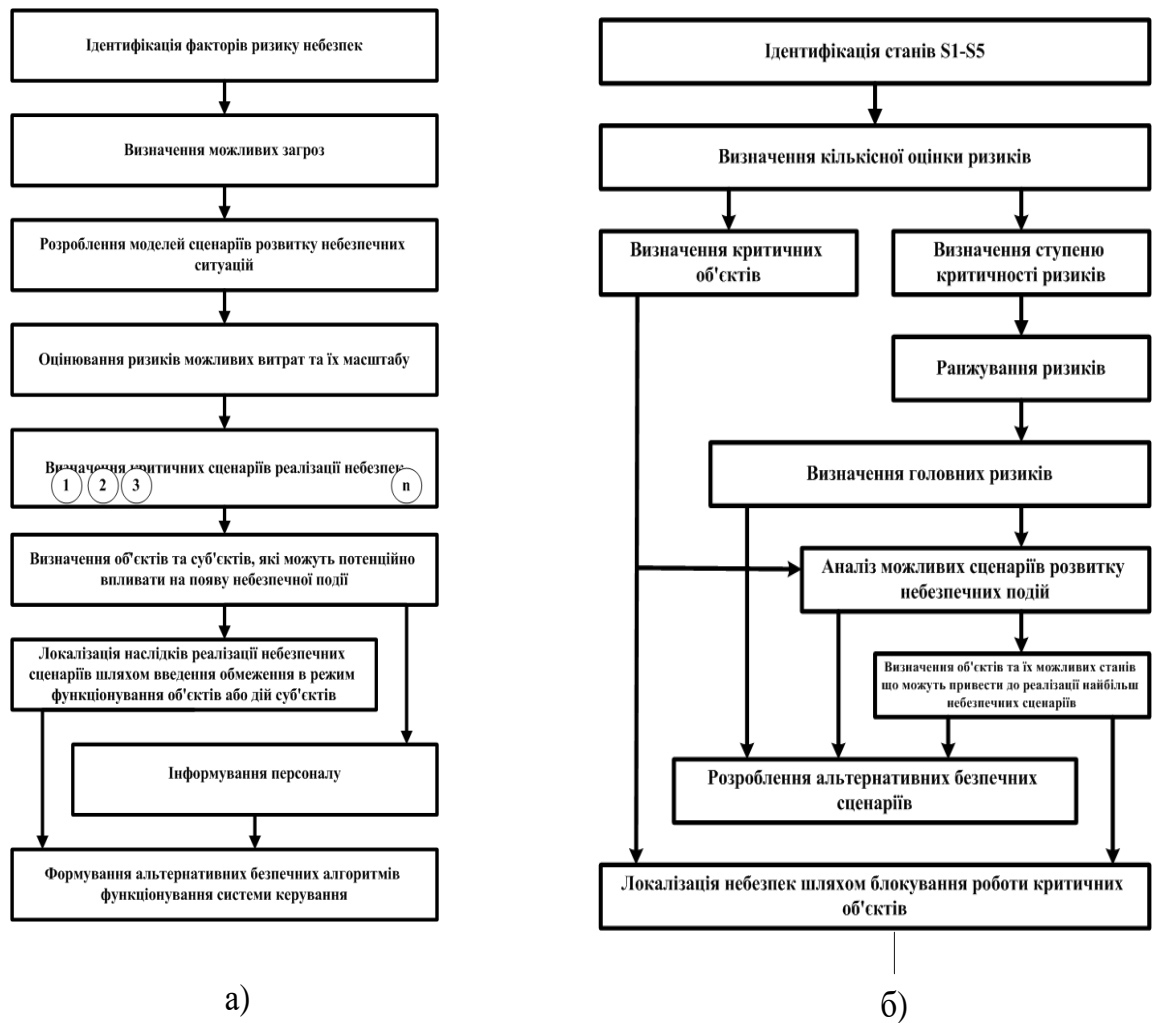 Ідентифікація факторів ризику небезпек
Визначення можливих загроз
Розроблення моделей сценаріїв розвитку небезпечних
ситуацій
Оцінювання ризиків можливих витрат та їх масштабу
Визначення критичних сценаріїв реалізації небезпек
1 2 3 n
Визначення об'єктів та суб'єктів, які можуть потенційно
впливати на появу небезпечної події
Локалізація наслідків реалізації небезпечних
сценаріїв шляхом введення обмеження в режим
функціонування об'єктів або дій суб'єктів
Інформування персоналу
Формування альтернативних безпечних алгоритмів
функціонування системи керування
а)
Ідентифікація станів S1-S5
Визначення кількісної оцінки ризиків
Визначення критичних
об'єктів
Визначення ступеню
критичності ризиків
Ранжування ризиків
Визначення головних ризиків
Аналіз можливих сценаріїв розвитку
небезпечних подій
Визначення об'єктів та їх можливих станів
що можуть привести до реалізації найбільш
небезпечних сценаріїв
Розроблення альтернативних безпечних
сценаріїв
Локалізація небезпек шляхом блокування роботи критичних
об'єктів
б)